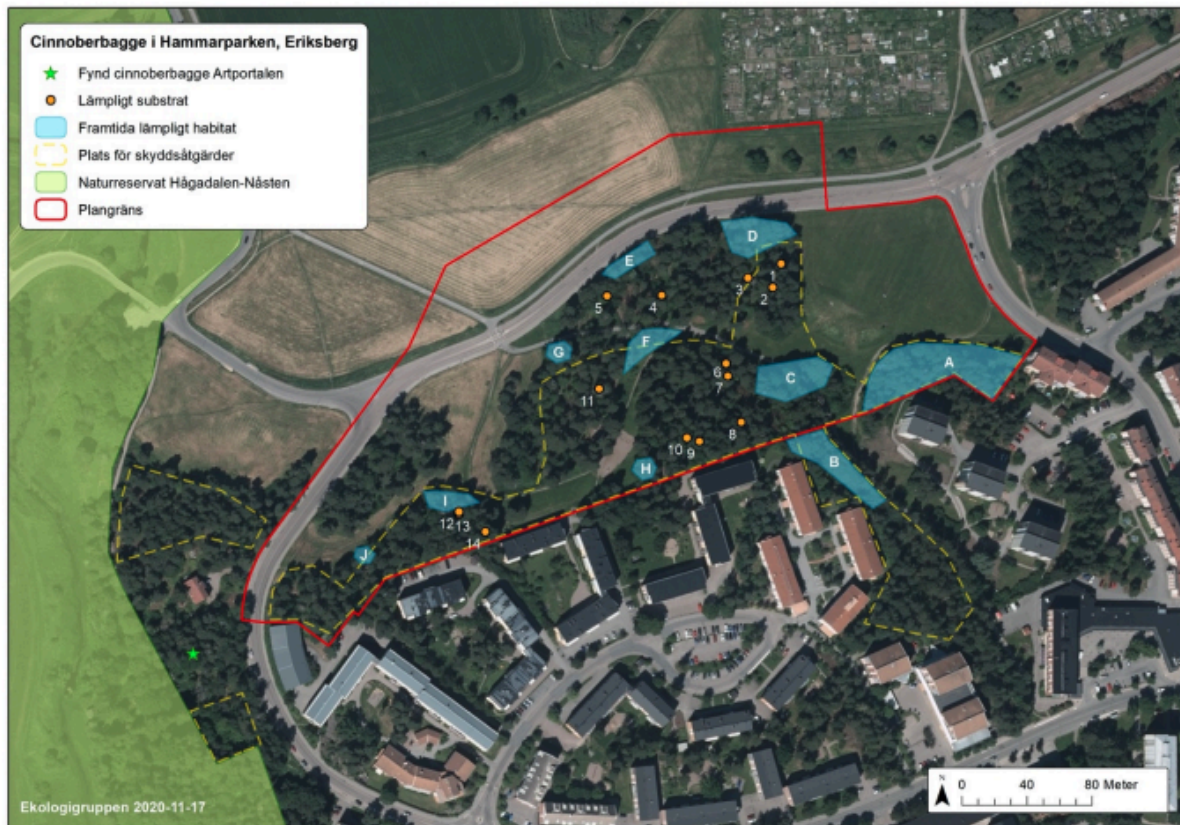 Cinnoberbagge i Hammarparken, Eriksberg
Fynd cinnoberbagge Artportalen
Lämpligt substrat
Framtida lämpligt habitat
Plats för skyddsåtgärder
Naturreservat Hågadalen-Nåsten
Plangräns
D
E
1
3
2
5
4
F
G
A
6
C
7
11
8
10
9
B
H
I
12
13
14
J
N
0
40
80 Meter
Ekologigruppen 2020-11-17